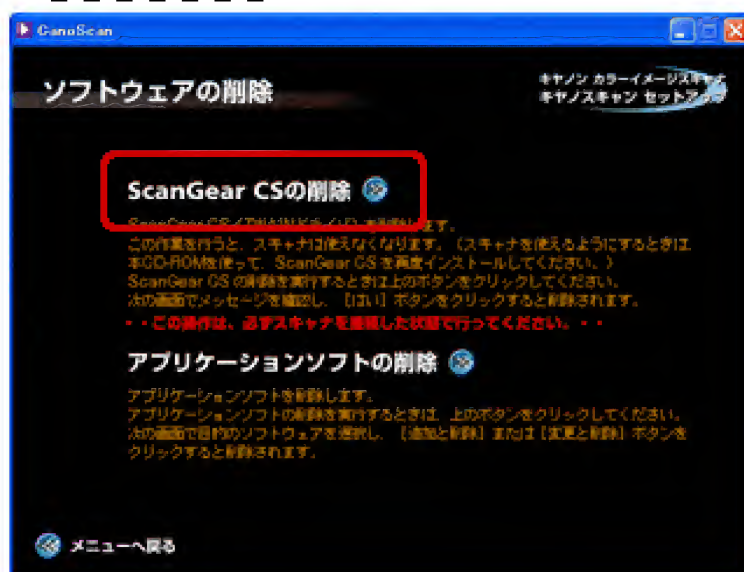 CanoScan
ソフトウェアの削除
キヤノン カラーイメージスキャナ
キヤノスキャン セットアップ
ScanGear CSの削除
この作業を行うと、スキャナは使えなくなります。（スキャナを使えるようにするときは
本CD-ROMを使って、ScanGear CS を再度インストールしてください。）
ScanGear CS の削除を実行するときは上のボタンをクリックしてください。
次の画面でメッセージを確認し、［はい］ボタンをクリックすると削除されます。
・・この操作は、必ずスキャナを接続した状態で行ってください。・・
アプリケーションソフトの削除
アプリケーションソフトを削除します。
アプリケーションソフトの削除を実行するときは、上のボタンをクリックしてください。
次の画面で目的のソフトウェアを選択し、［追加と削除］または［変更と削除］ボタンを
クリックすると削除されます。
メニューへ戻る